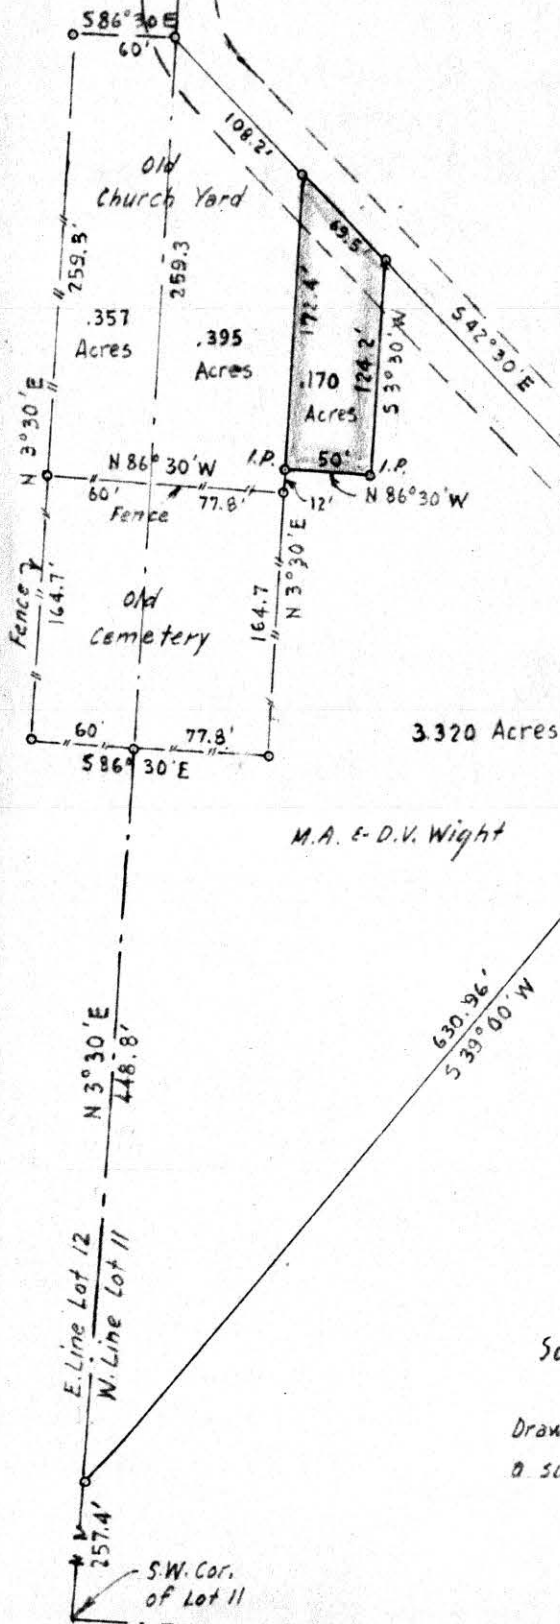 S 86° 30 E
60'
108.2'
Old
Church Yard
69.5'
259.3'
259.3
172.4'
124.2'
S 3° 30' W
S 42° 30' E
.357
Acres
.395
Acres
.170
Acres
N 3° 30' E
N 86° 30' W
I.P.
50'
I.P.
60'
77.8'
12'
N 86° 30' W
Fence
Fence
164.7'
Old
Cemetery
164.7
N 3° 30' E
60'
77.8'
S 86° 30' E
3.320 Acres
M.A. & D.V. Wight
630.96'
S 39° 00' W
N 3° 30' E
448.8'
E. Line Lot 12
W. Line Lot 11
Draw
a sc
257.4'
S.W. Cor.
of Lot 11